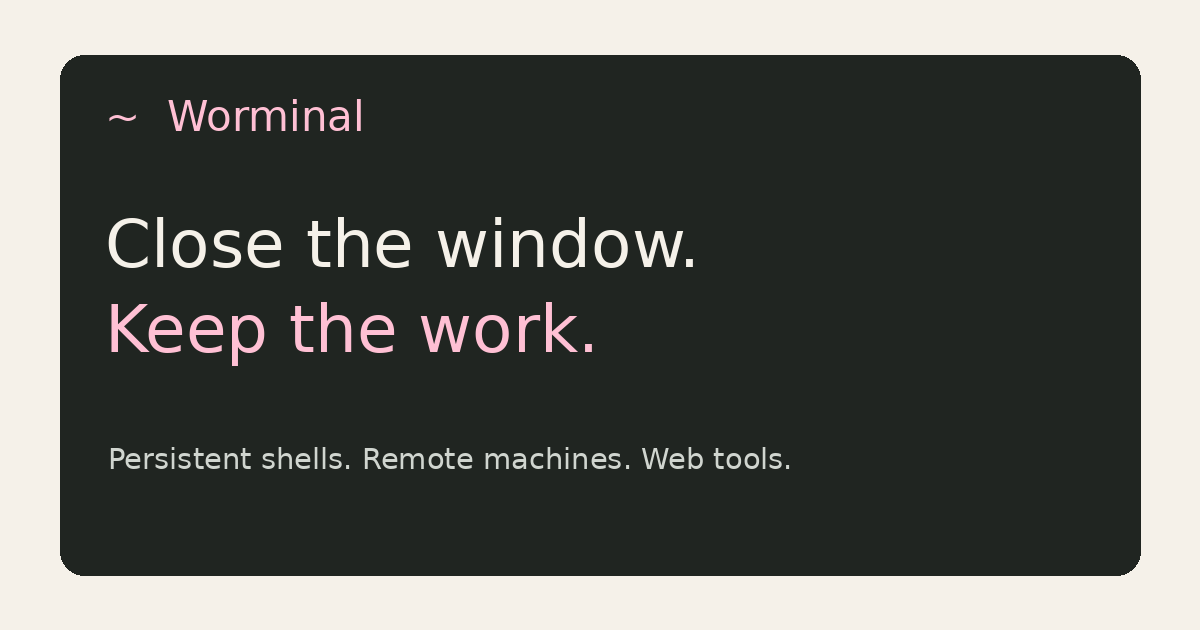 ~ Worminal
Close the window.
Keep the work.
Persistent shells. Remote machines. Web tools.